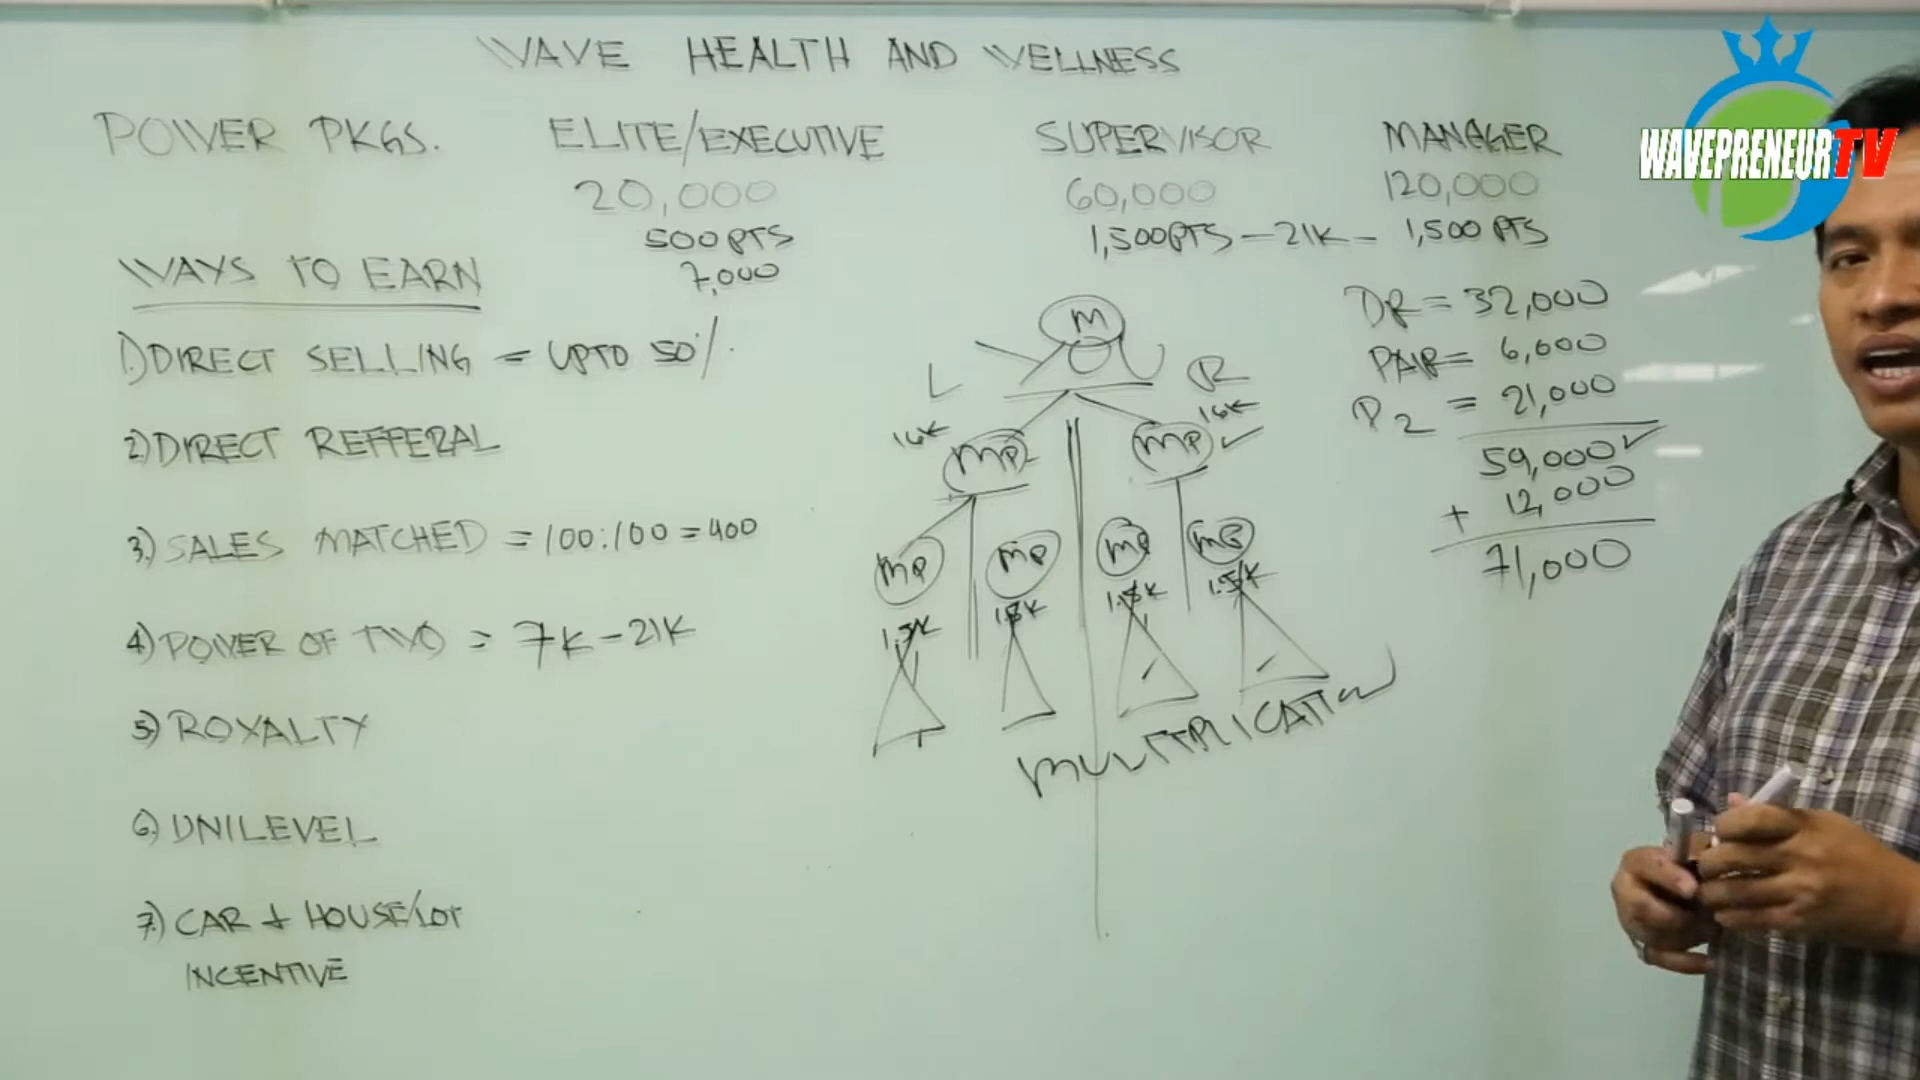 WAVE HEALTH AND WELLNESS
WAVEPRENEUR TV
POWER PKGS.
ELITE/EXECUTIVE
20,000
500 PTS
7,000
SUPERVISOR
60,000
1,500 PTS — 21K —
MANAGER
120,000
1,500 PTS
WAYS TO EARN
1.) DIRECT SELLING = UPTO 50%
2) DIRECT REFFERAL
3.) SALES MATCHED = 100:100 = 400
4) POWER OF TWO = 7K - 21K
5) ROYALTY
6) UNILEVEL
7.) CAR + HOUSE/LOT
INCENTIVE
M
L
R
16K
16K
MP
MP
MP
MP
MP
1.5K
1.5K
1.5K
MULTIPLICATION
DR = 32,000
PAIR = 6,000
P2 = 21,000
59,000
+ 12,000
71,000